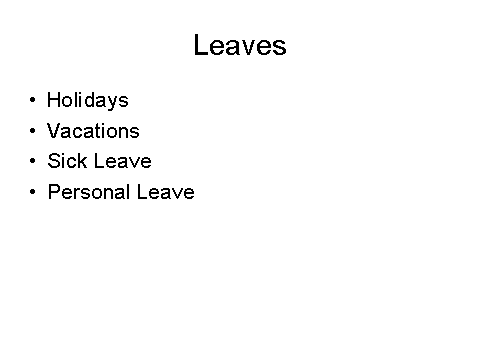 Leaves
• Holidays
• Vacations
• Sick Leave
• Personal Leave